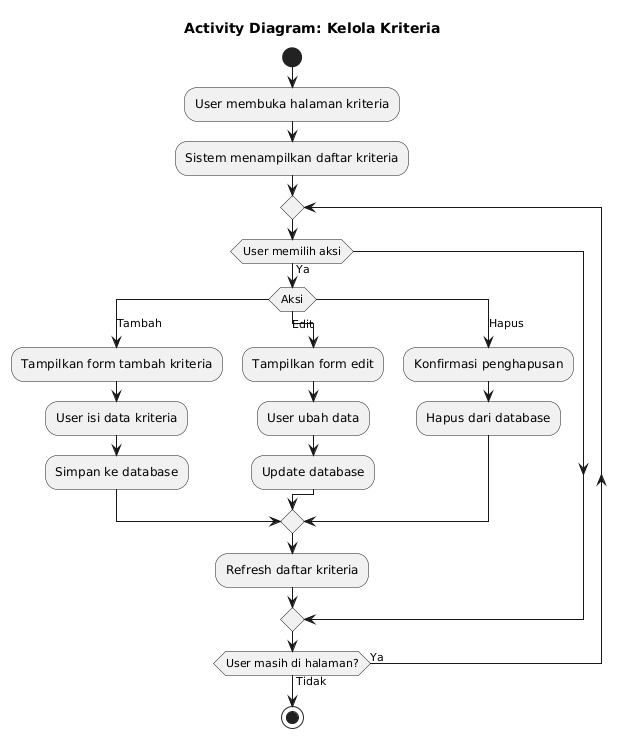 Activity Diagram: Kelola Kriteria
User membuka halaman kriteria
Sistem menampilkan daftar kriteria
User memilih aksi
Ya
Aksi
Tambah
Edit
Hapus
Tampilkan form tambah kriteria
Tampilkan form edit
Konfirmasi penghapusan
User isi data kriteria
User ubah data
Hapus dari database
Simpan ke database
Update database
Refresh daftar kriteria
User masih di halaman?
Ya
Tidak